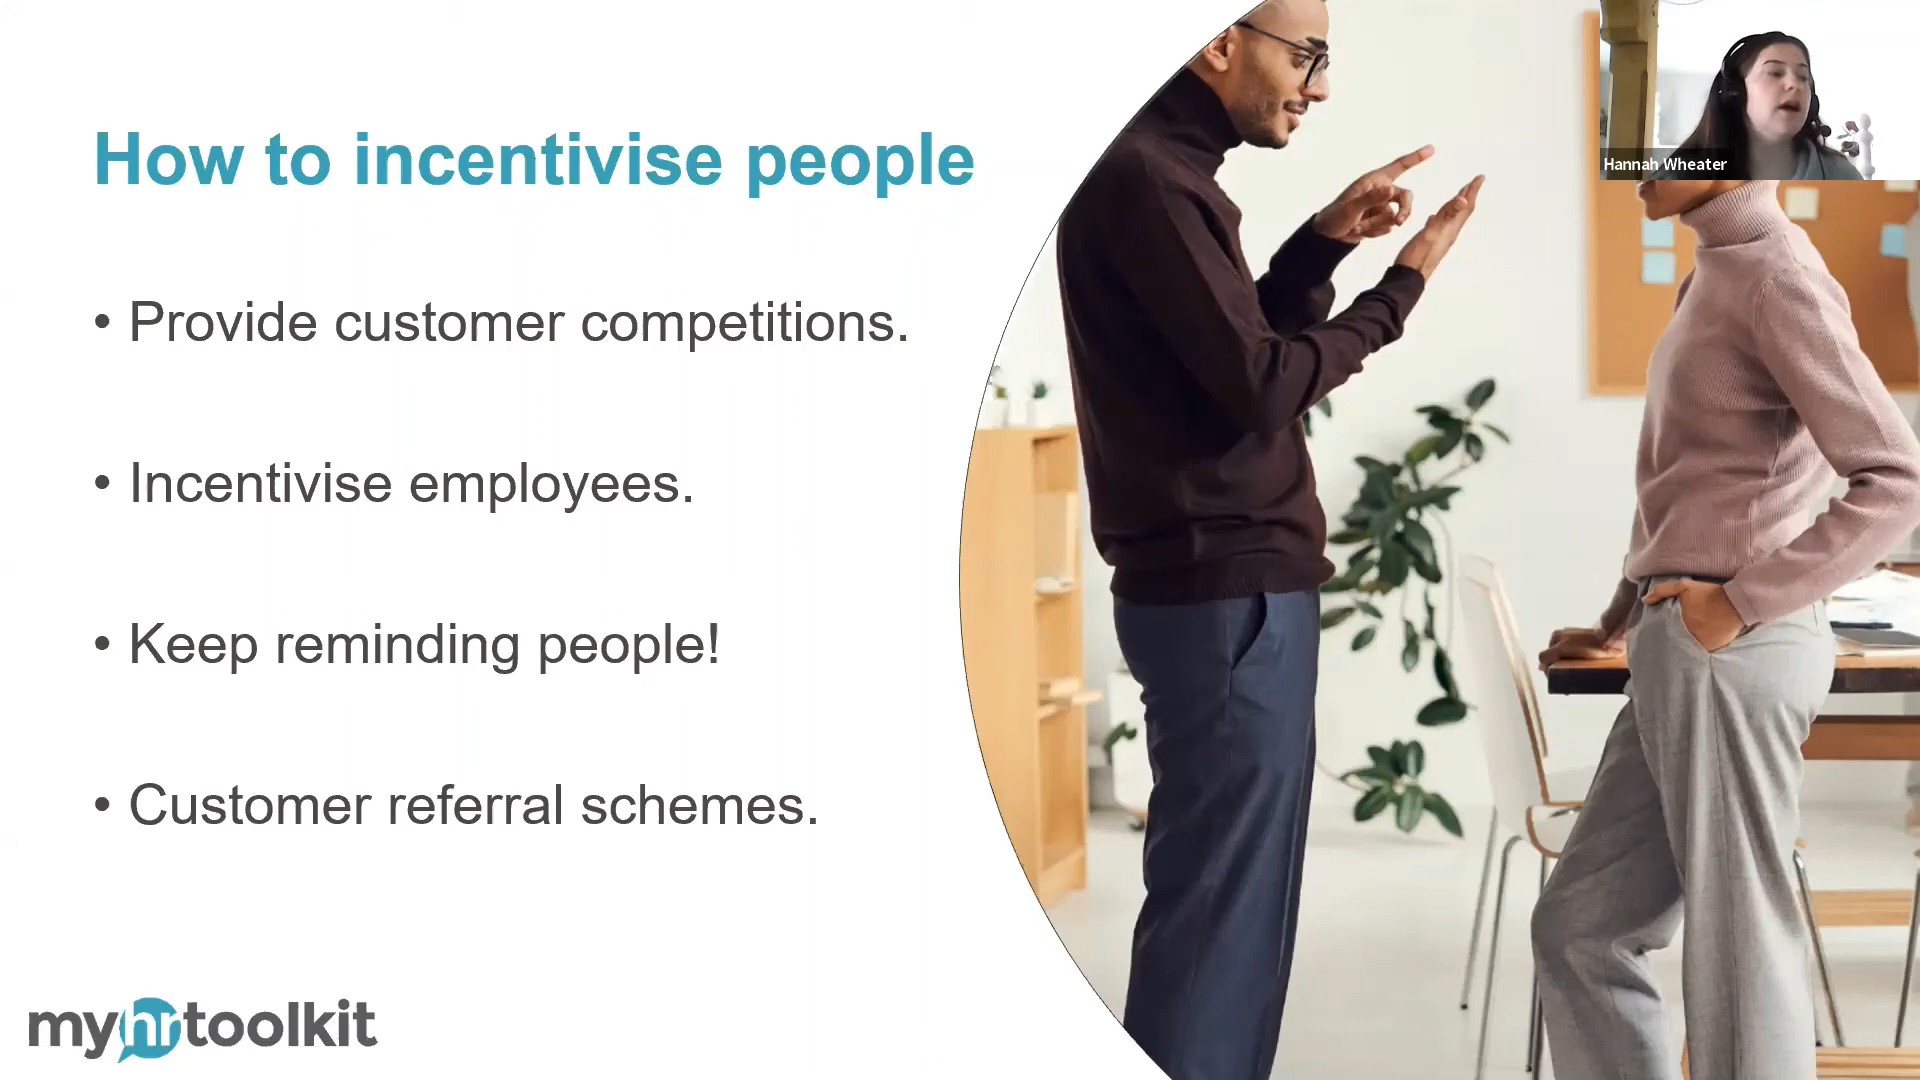 How to incentivise people
• Provide customer competitions.
• Incentivise employees.
• Keep reminding people!
• Customer referral schemes.
myhrtoolkit
Hannah Wheater